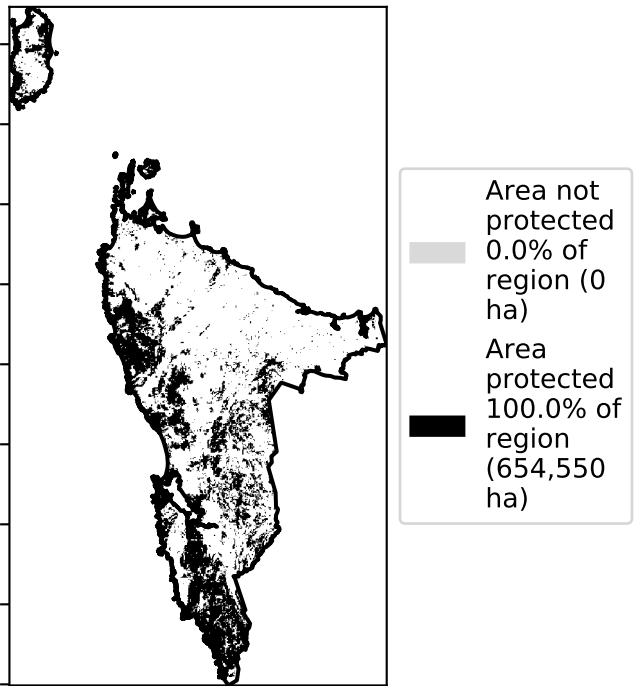 Area not
protected
0.0% of
region (0
ha)
Area
protected
100.0% of
region
(654,550
ha)